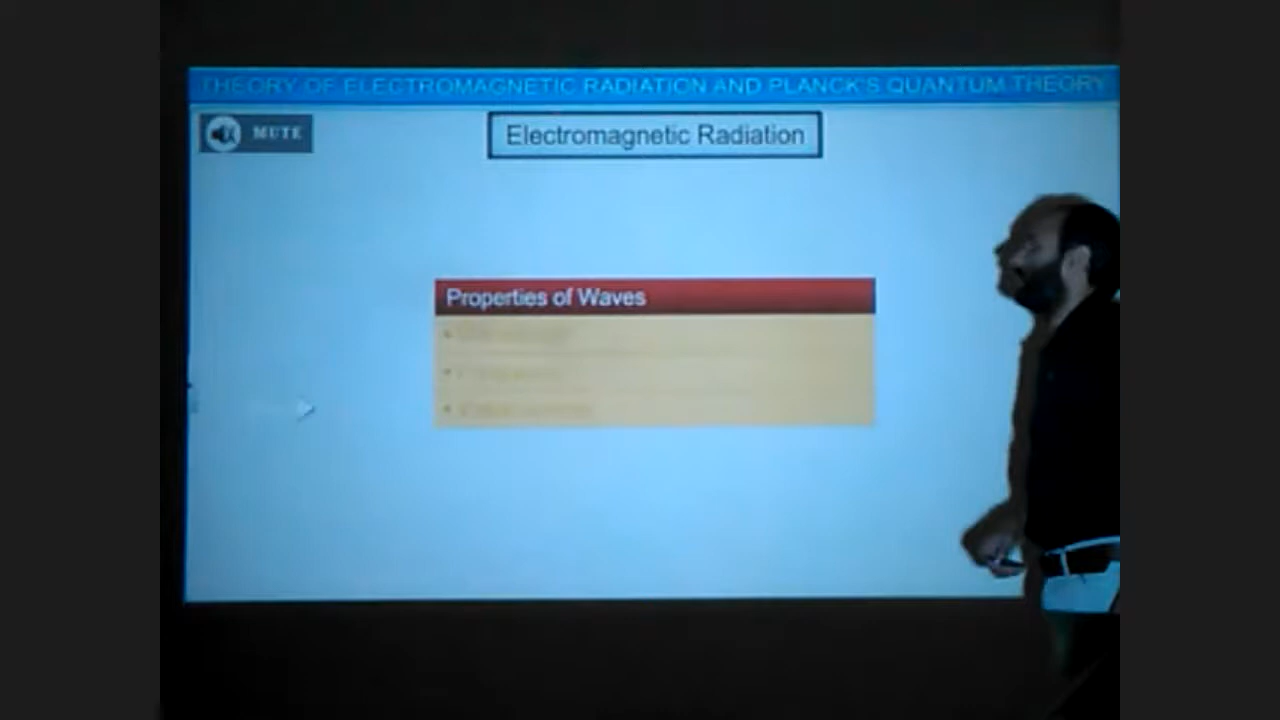 THEORY OF ELECTROMAGNETIC RADIATION AND PLANCK'S QUANTUM THEORY
MUTE
Electromagnetic Radiation
Properties of Waves